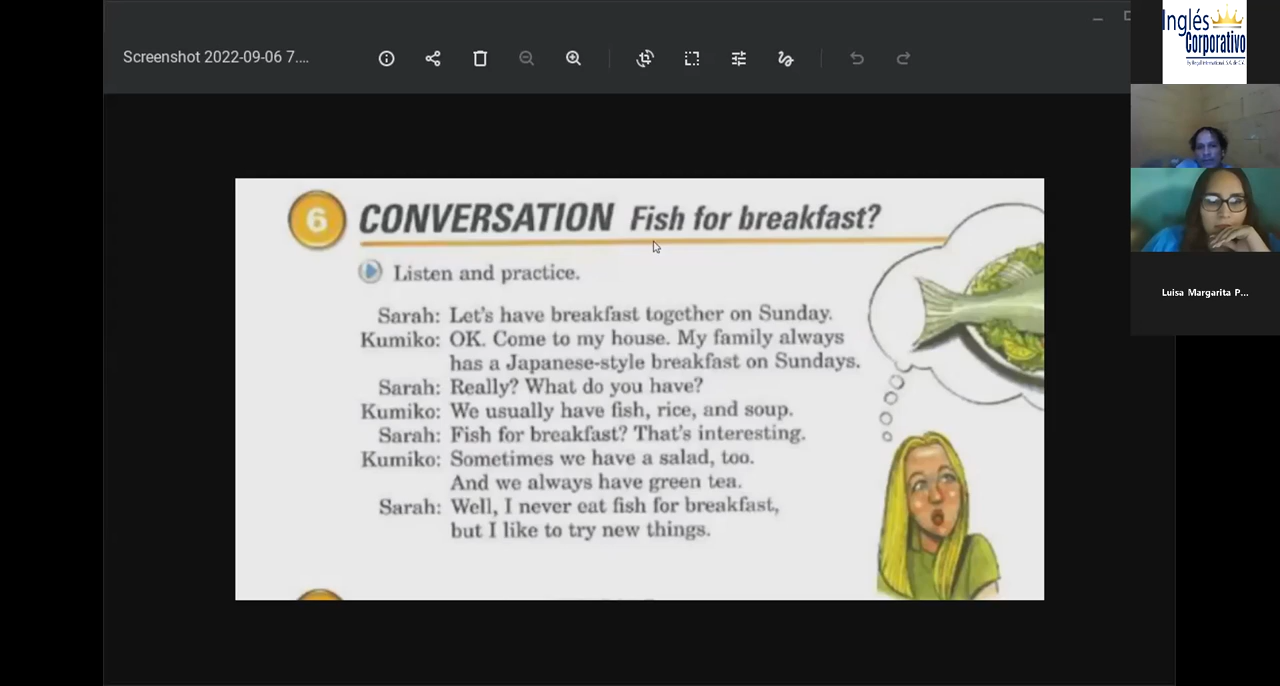 Screenshot 2022-09-06 7....
Inglés
Corporativo
6 CONVERSATION Fish for breakfast?
Listen and practice.
Sarah: Let's have breakfast together on Sunday.
Kumiko: OK. Come to my house. My family always
has a Japanese-style breakfast on Sundays.
Sarah: Really? What do you have?
Kumiko: We usually have fish, rice, and soup.
Sarah: Fish for breakfast? That's interesting.
Kumiko: Sometimes we have a salad, too.
And we always have green tea.
Sarah: Well, I never eat fish for breakfast,
but I like to try new things.
Luisa Margarita P...